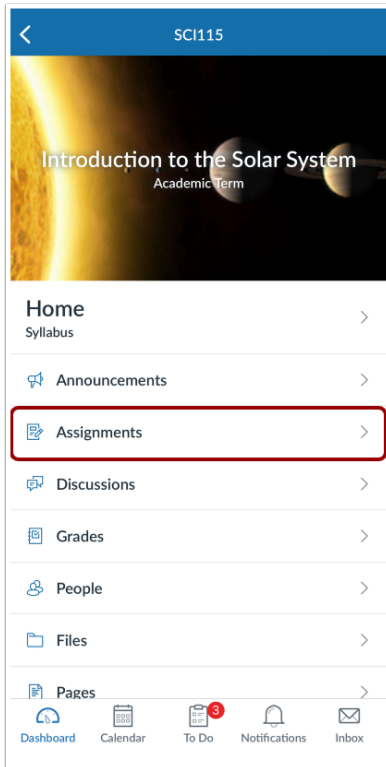 SCI115
Introduction to the Solar System
Academic Term
Home
Syllabus
Announcements
Assignments
Discussions
Grades
People
Files
Pages
3
Dashboard Calendar To Do Notifications Inbox